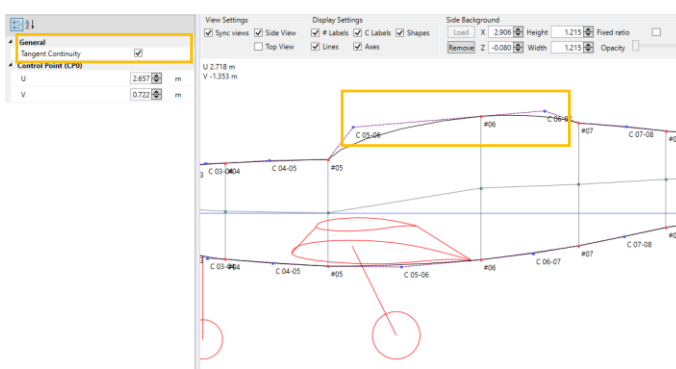 View Settings
Display Settings
Side Background
Sync views
Side View
# Labels
C Labels
Shapes
Load
X
2.906
Height
1.215
Fixed ratio
Top View
Lines
Axes
Remove
Z
-0.080
Width
1.215
Opacity
General
Tangent Continuity
Control Point (CP0)
U
2.657
m
V
0.722
m
U 2.718 m
V -1.353 m
C 05-06
#06
C 06-07
#07
C 07-08
C 03-04
#04
C 04-05
#05
C 03-04
#04
C 04-05
#05
C 05-06
#06
C 06-07
#07
C 07-08